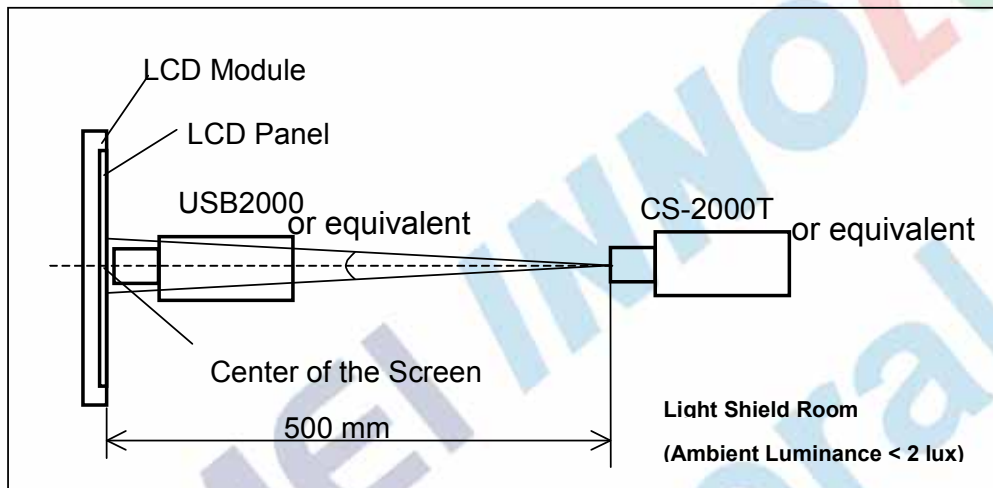 LCD Module
LCD Panel
USB2000 or equivalent
CS-2000T or equivalent
Center of the Screen
500 mm
Light Shield Room
(Ambient Luminance < 2 lux)